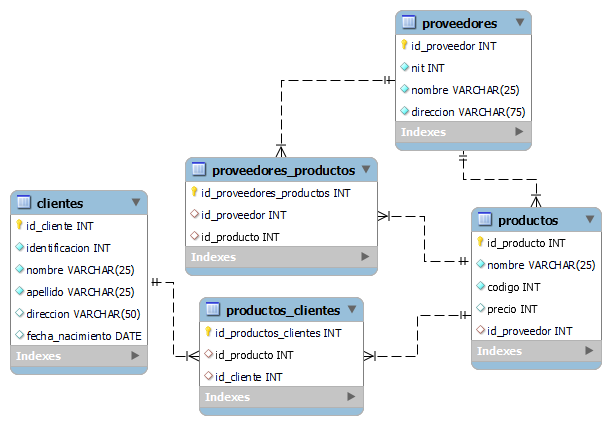 proveedores
id_proveedor INT
nit INT
nombre VARCHAR(25)
direccion VARCHAR(75)
Indexes
proveedores_productos
id_proveedores_productos INT
id_proveedor INT
id_producto INT
Indexes
clientes
id_cliente INT
identificacion INT
nombre VARCHAR(25)
apellido VARCHAR(25)
direccion VARCHAR(50)
fecha_nacimiento DATE
Indexes
productos
id_producto INT
nombre VARCHAR(25)
codigo INT
precio INT
id_proveedor INT
Indexes
productos_clientes
id_productos_clientes INT
id_producto INT
id_cliente INT
Indexes